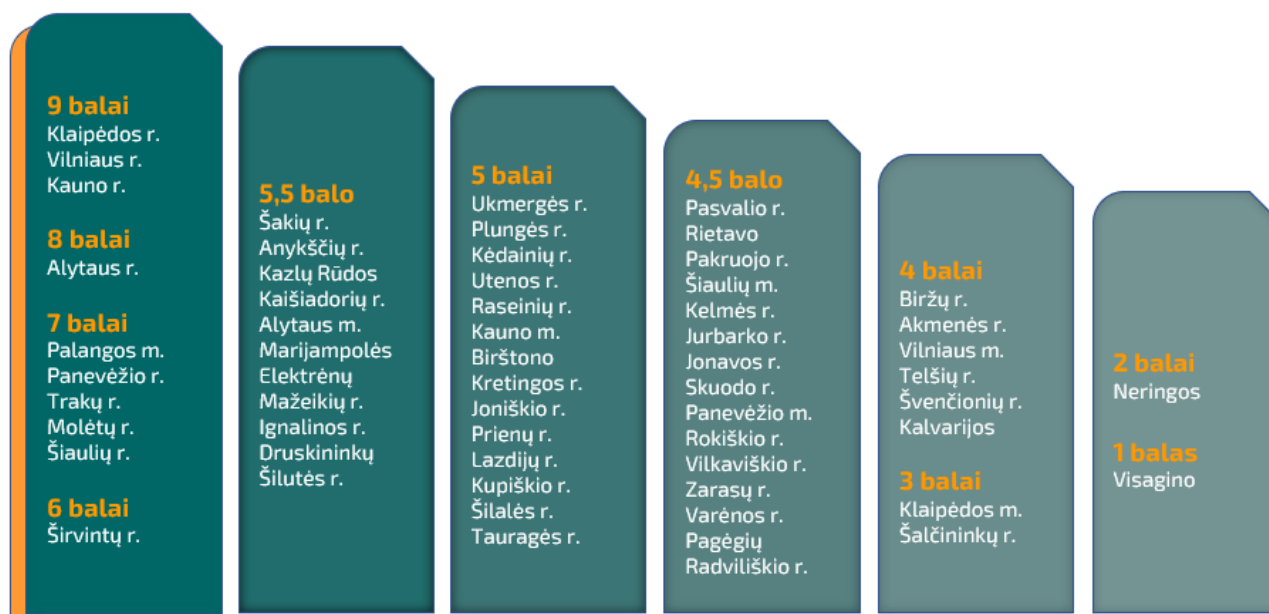 9 balai
Klaipėdos r.
Vilniaus r.
Kauno r.
8 balai
Alytaus r.
7 balai
Palangos m.
Panevėžio r.
Trakų r.
Molėtų r.
Šiaulių r.
6 balai
Širvintų r.
5,5 balo
Šakių r.
Anykščių r.
Kazlų Rūdos
Kaišiadorių r.
Alytaus m.
Marijampolės
Elektrėnų
Mažeikių r.
Ignalinos r.
Druskininkų
Šilutės r.
5 balai
Ukmergės r.
Plungės r.
Kėdainių r.
Utenos r.
Raseinių r.
Kauno m.
Birštono
Kretingos r.
Joniškio r.
Prienų r.
Lazdijų r.
Kupiškio r.
Šilalės r.
Tauragės r.
4,5 balo
Pasvalio r.
Rietavo
Pakruojo r.
Šiaulių m.
Kelmės r.
Jurbarko r.
Jonavos r.
Skuodo r.
Panevėžio m.
Rokiškio r.
Vilkaviškio r.
Zarasų r.
Varėnos r.
Pagėgių
Radviliškio r.
4 balai
Biržų r.
Akmenės r.
Vilniaus m.
Telšių r.
Švenčionių r.
Kalvarijos
3 balai
Klaipėdos m.
Šalčininkų r.
2 balai
Neringos
1 balas
Visagino